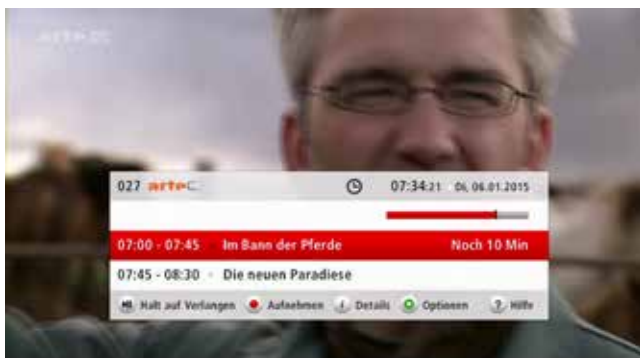 arte
027 arte
07:34:21 Di, 06.01.2015
07:00 - 07:45 Im Bann der Pferde Noch 10 Min
07:45 - 08:30 Die neuen Paradiese
Halt auf Verlangen Aufnehmen i Details Optionen ? Hilfe